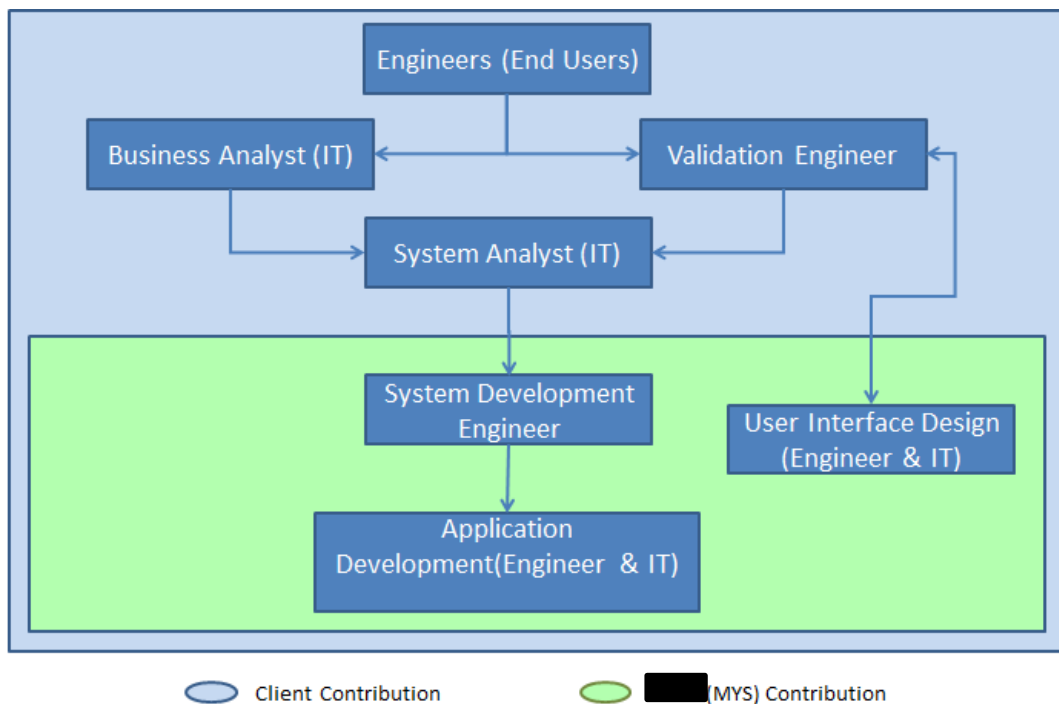 Engineers (End Users)
Business Analyst (IT)
Validation Engineer
System Analyst (IT)
System Development
Engineer
User Interface Design
(Engineer & IT)
Application
Development(Engineer & IT)
Client Contribution
(MYS) Contribution